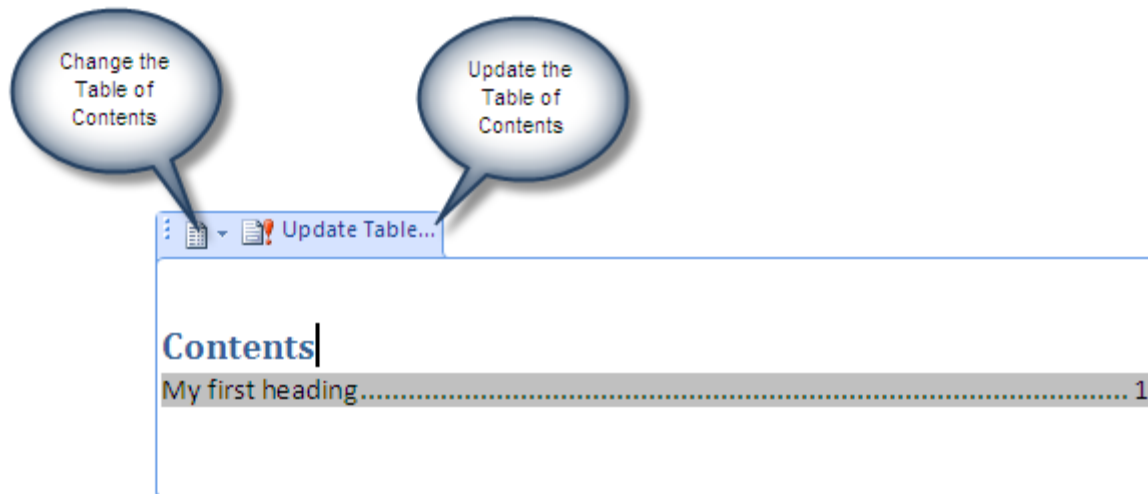 Change the
Table of
Contents
Update the
Table of
Contents
Update Table...
Contents
My first heading.................................................................................................. 1